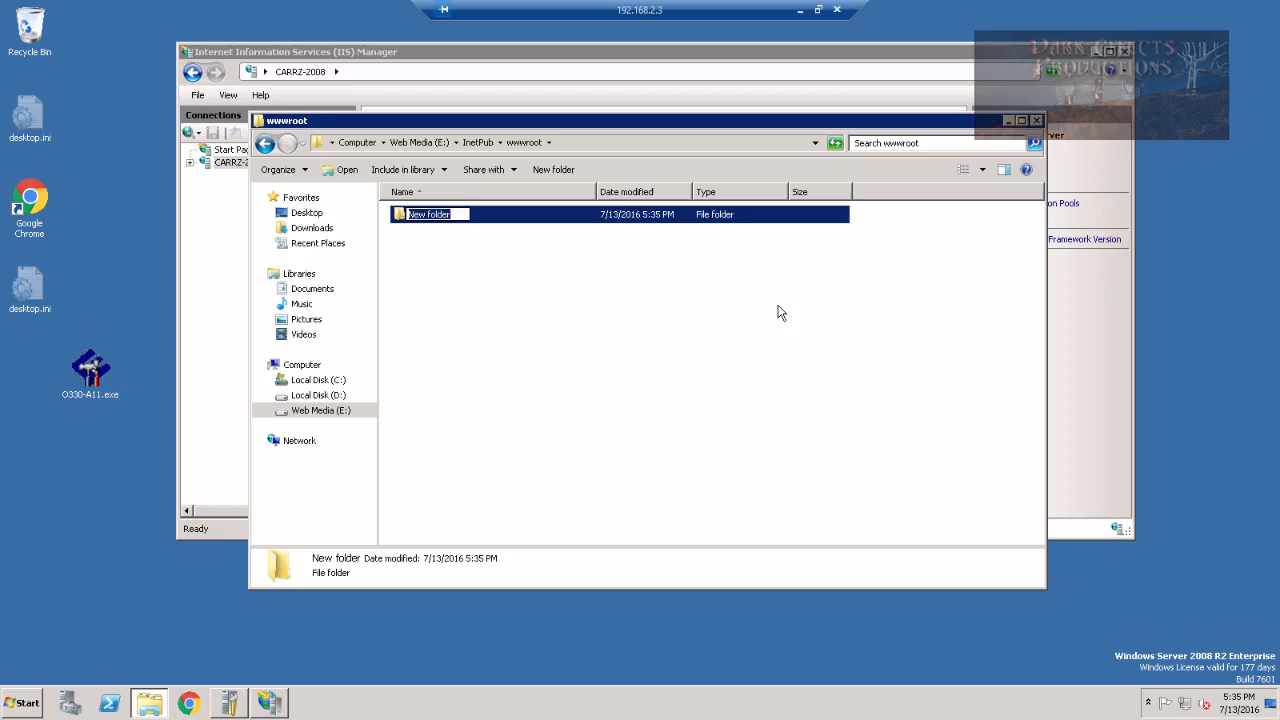 192.168.2.3
Recycle Bin
desktop.ini
Google
Chrome
desktop.ini
O330-A11.exe
Internet Information Services (IIS) Manager
CARRZ-2008
File View Help
Connections
Start Pag
CARRZ-2
Ready
Dark Effects
Productions
erver
ion Pools
Framework Version
wwwroot
Computer Web Media (E:) InetPub wwwroot
Search wwwroot
Organize Open Include in library Share with New folder
Name Date modified Type Size
New folder 7/13/2016 5:35 PM File folder
Favorites
Desktop
Downloads
Recent Places
Libraries
Documents
Music
Pictures
Videos
Computer
Local Disk (C:)
Local Disk (D:)
Web Media (E:)
Network
New folder Date modified: 7/13/2016 5:35 PM
File folder
Windows Server 2008 R2 Enterprise
Windows License valid for 177 days
Build 7601
Start
5:35 PM
7/13/2016